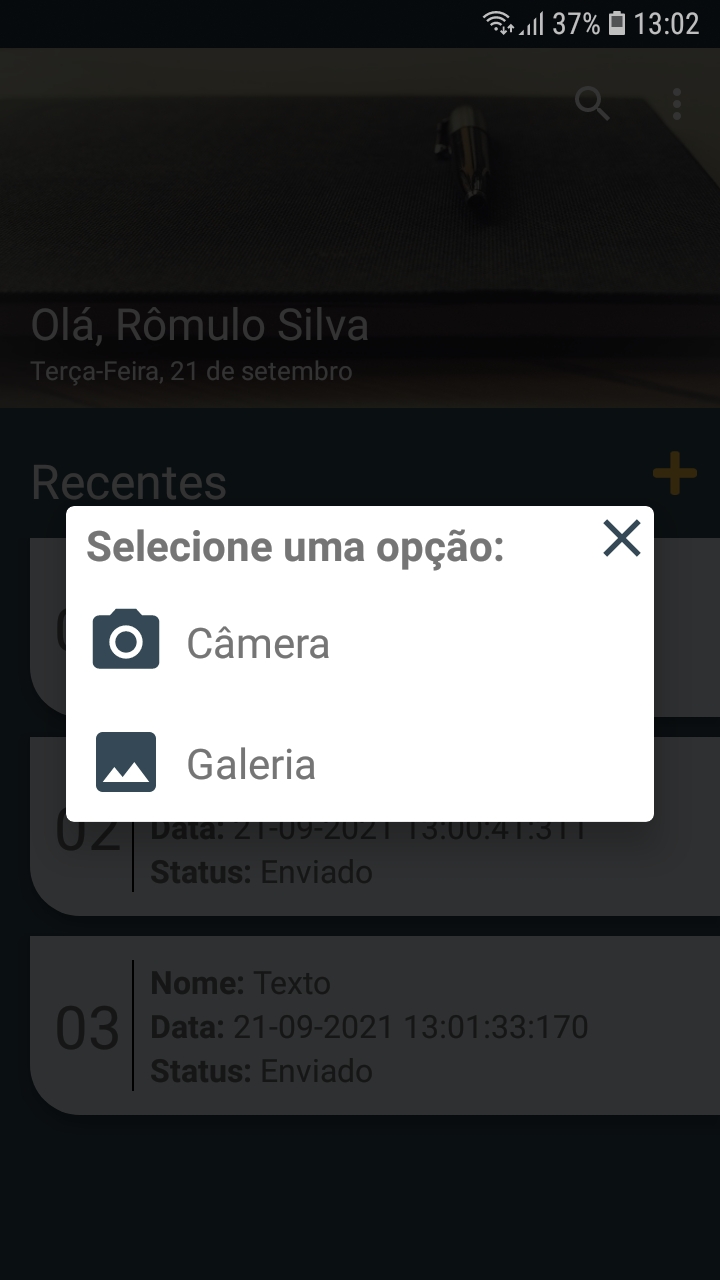 37% 13:02
Olá, Rômulo Silva
Terça-Feira, 21 de setembro
Recentes
Selecione uma opção:
Câmera
Galeria
02
Data: 21-09-2021 13:00:41:311
Status: Enviado
03
Nome: Texto
Data: 21-09-2021 13:01:33:170
Status: Enviado